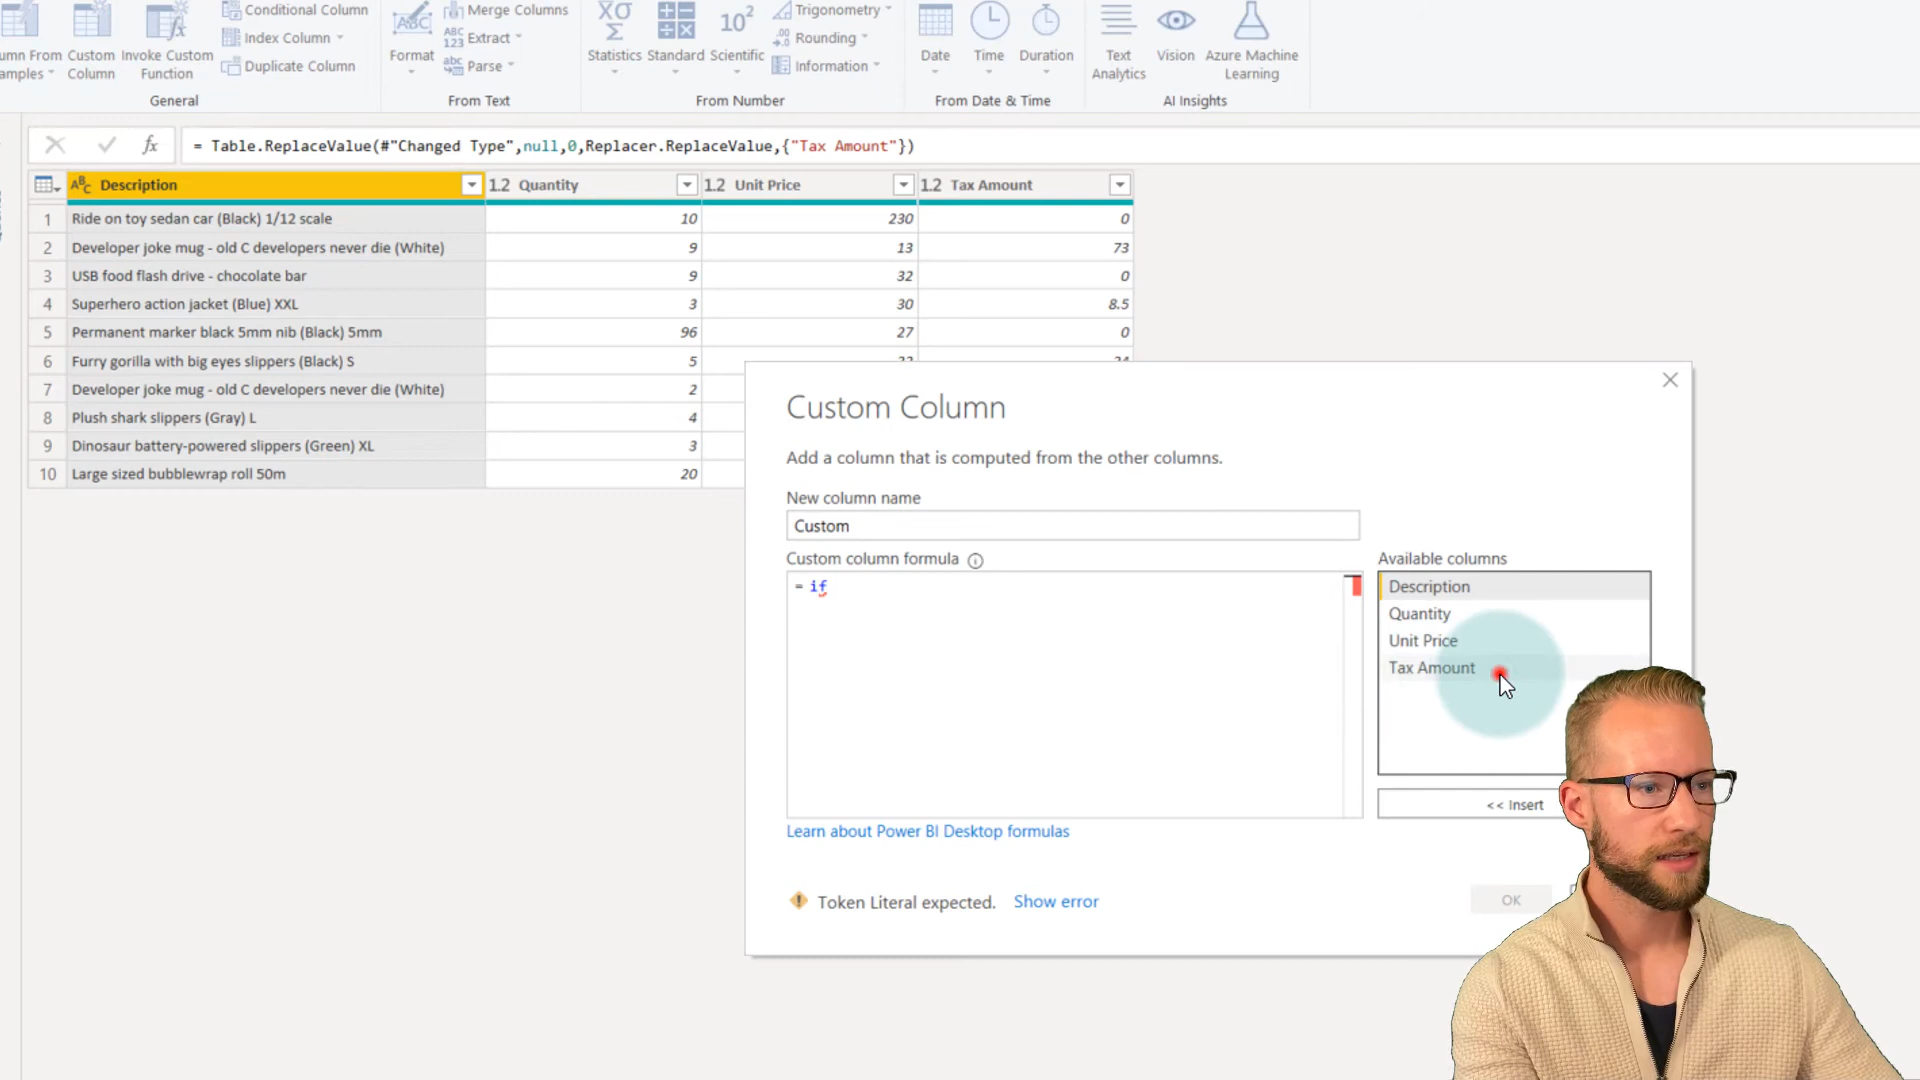 Conditional Column
Merge Columns
Trigonometry
Index Column
Extract
Rounding
Duplicate Column
Parse
Information
Custom Column
Invoke Custom Function
Format
Statistics
Standard
Scientific
Date
Time
Duration
Text Analytics
Vision
Azure Machine Learning
General
From Text
From Number
From Date & Time
AI Insights
= Table.ReplaceValue(#"Changed Type",null,0,Replacer.ReplaceValue,{"Tax Amount"})
Description 1.2 Quantity 1.2 Unit Price 1.2 Tax Amount
1 Ride on toy sedan car (Black) 1/12 scale 10 230 0
2 Developer joke mug - old C developers never die (White) 9 13 73
3 USB food flash drive - chocolate bar 9 32 0
4 Superhero action jacket (Blue) XXL 3 30 8.5
5 Permanent marker black 5mm nib (Black) 5mm 96 27 0
6 Furry gorilla with big eyes slippers (Black) S 5
7 Developer joke mug - old C developers never die (White) 2
8 Plush shark slippers (Gray) L 4
9 Dinosaur battery-powered slippers (Green) XL 3
10 Large sized bubblewrap roll 50m 20
Custom Column
Add a column that is computed from the other columns.
New column name
Custom
Custom column formula
Available columns
= if
Description
Quantity
Unit Price
Tax Amount
<< Insert
Learn about Power BI Desktop formulas
Token Literal expected. Show error
OK